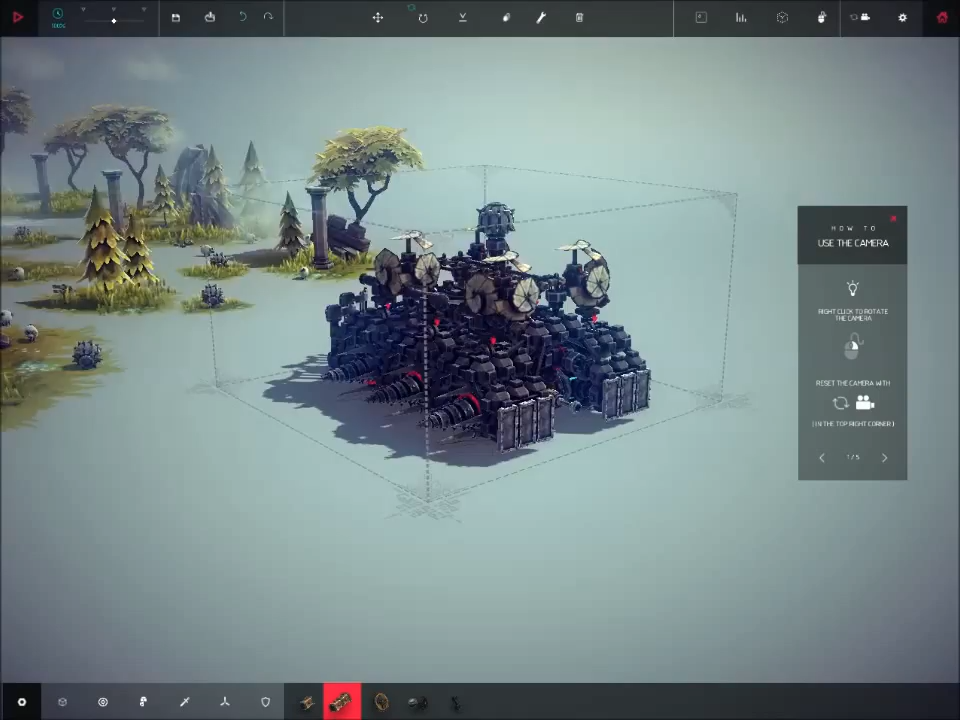 100%
HOW TO
USE THE CAMERA
RIGHT CLICK TO ROTATE
THE CAMERA
RESET THE CAMERA WITH
(IN THE TOP RIGHT CORNER)
1/5